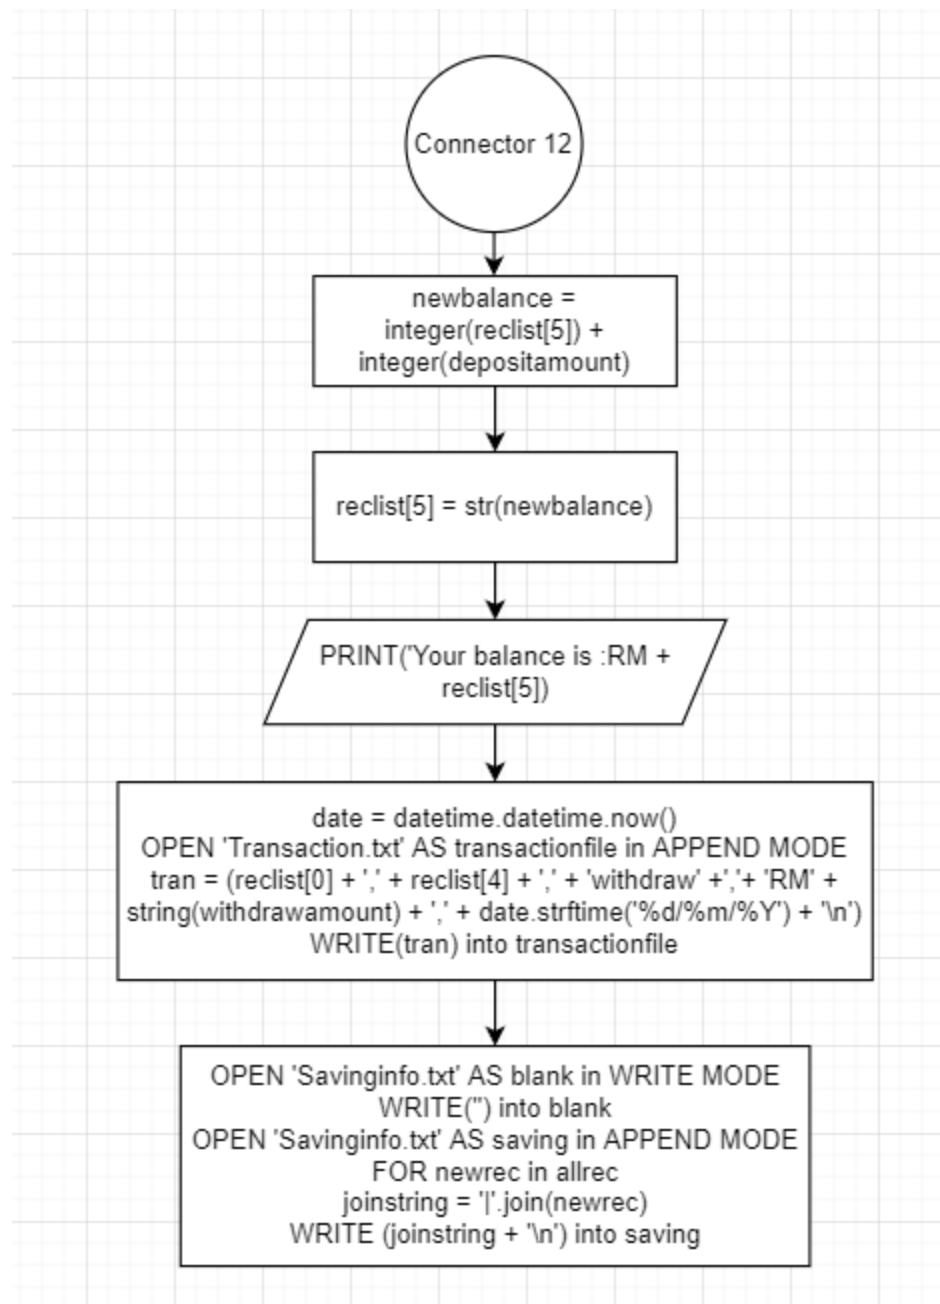 Connector 12
newbalance =
integer(reclist[5]) +
integer(depositamount)
reclist[5] = str(newbalance)
PRINT('Your balance is :RM +
reclist[5])
date = datetime.datetime.now()
OPEN 'Transaction.txt' AS transactionfile in APPEND MODE
tran = (reclist[0] + ',' + reclist[4] + ',' + 'withdraw' +','+ 'RM' +
string(withdrawamount) + ',' + date.strftime('%d/%m/%Y') + '\n')
WRITE(tran) into transactionfile
OPEN 'Savinginfo.txt' AS blank in WRITE MODE
WRITE('') into blank
OPEN 'Savinginfo.txt' AS saving in APPEND MODE
FOR newrec in allrec
joinstring = '|'.join(newrec)
WRITE (joinstring + '\n') into saving